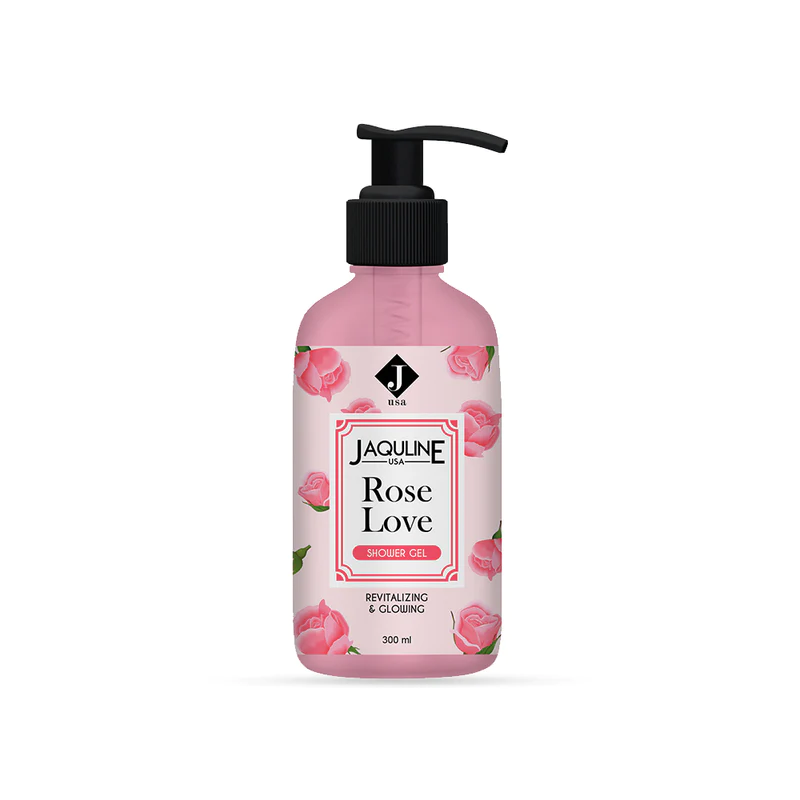 J
usa
JAQULINE
USA
Rose
Love
SHOWER GEL
REVITALIZING
& GLOWING
300 ml